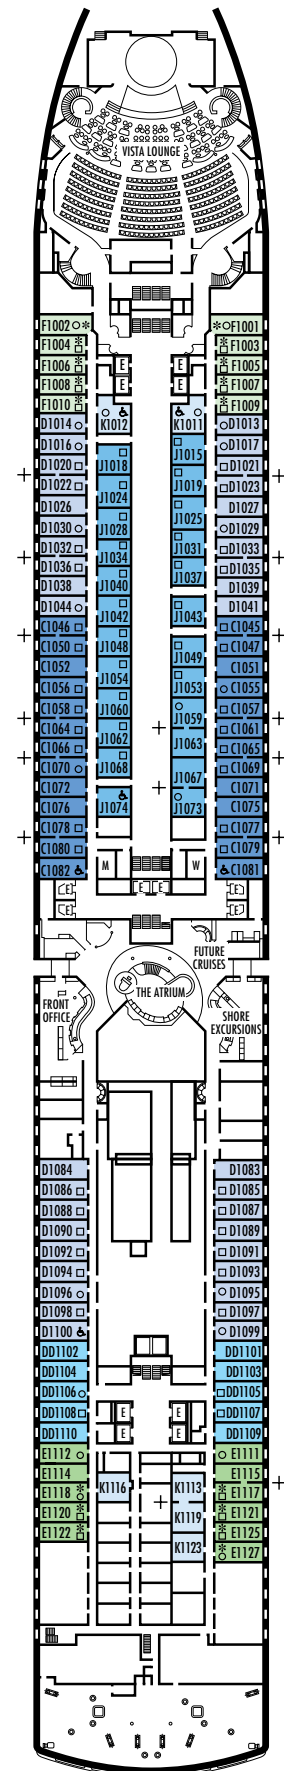 VISTA LOUNGE
F1002 F1001
F1004 F1003
F1006 E E F1005
F1008 E E F1007
F1010 F1009
D1014 K1012 K1011 D1013
D1016 J1015 D1017
D1020 J1018 D1021
D1022 J1024 J1019 D1023
D1026 J1025 D1027
D1030 J1028 D1029
D1032 J1034 J1031 D1033
D1036 J1037 D1035
D1038 J1040 D1039
D1044 J1042 J1043 D1041
C1046 C1045
C1050 J1048 J1049 C1047
C1052 J1054 C1051
C1056 J1053 C1055
C1058 J1060 J1059 C1057
C1064 J1062 J1063 C1061
C1066 C1065
C1070 J1068 J1067 C1069
C1072 C1071
C1076 J1074 J1073 C1075
C1078 C1077
C1080 C1079
C1082 M W C1081
E E E E
E E
FUTURE
CRUISES
THE ATRIUM
FRONT
OFFICE
SHORE
EXCURSIONS
D1084 D1083
D1086 D1085
D1088 D1087
D1090 D1089
D1092 D1091
D1094 D1093
D1096 D1095
D1098 D1097
D1100 D1099
DD1102 DD1101
DD1104 DD1103
DD1106 DD1105
DD1108 E E DD1107
DD1110 E E DD1109
E1112 E1111
E1114 E1115
E1118 K1116 K1113 E1117
E1120 K1119 E1121
E1122 E1125
K1123 E1127